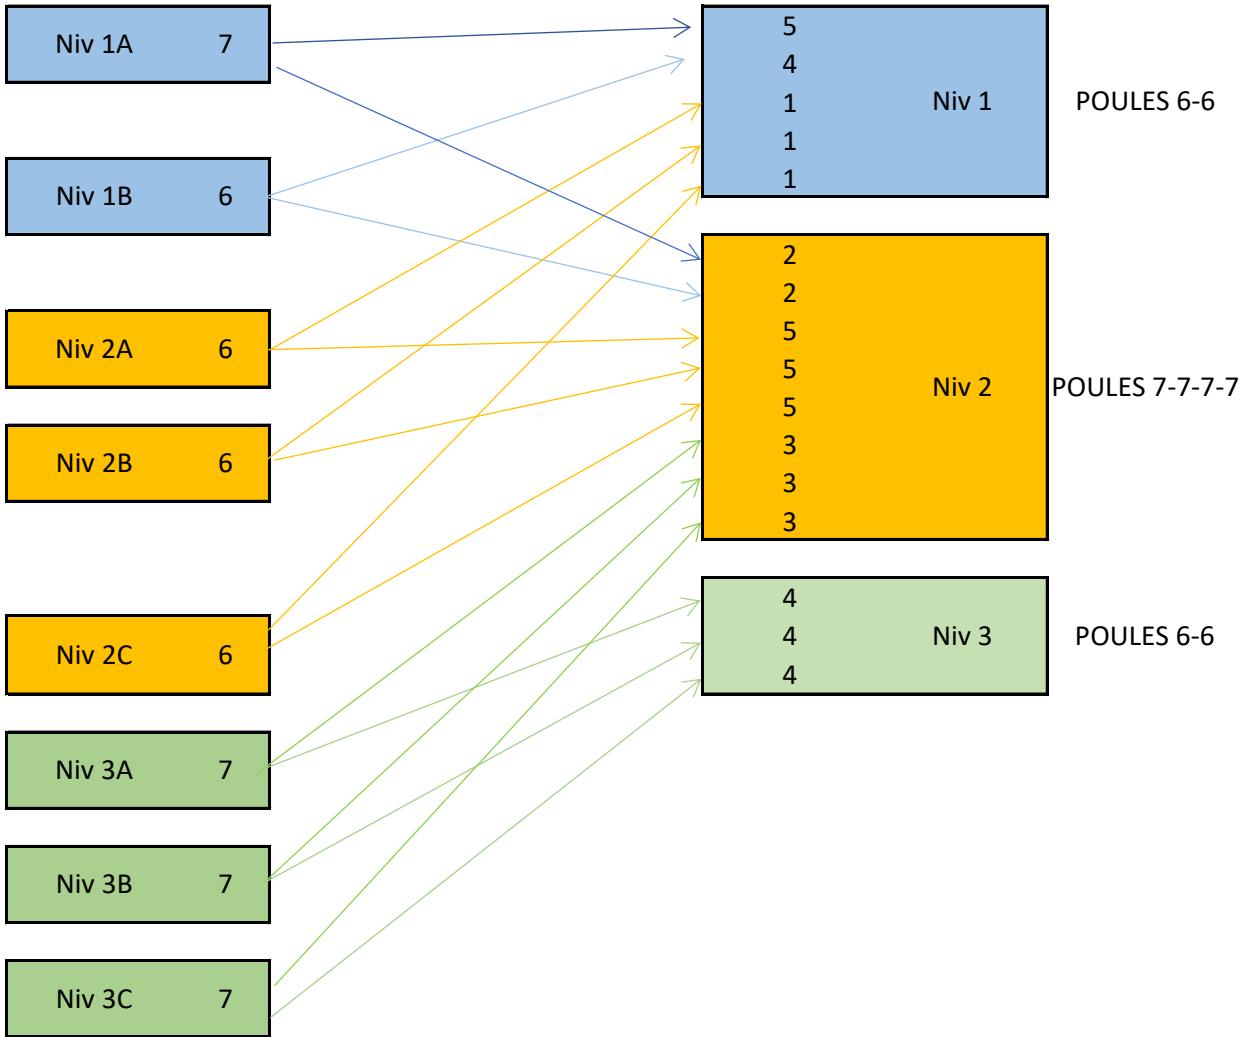 Niv 1A 7
Niv 1B 6
Niv 2A 6
Niv 2B 6
Niv 2C 6
Niv 3A 7
Niv 3B 7
Niv 3C 7
5
4
1
1
1
Niv 1
POULES 6-6
2
2
5
5
5
3
3
3
Niv 2
POULES 7-7-7-7
4
4
4
Niv 3
POULES 6-6